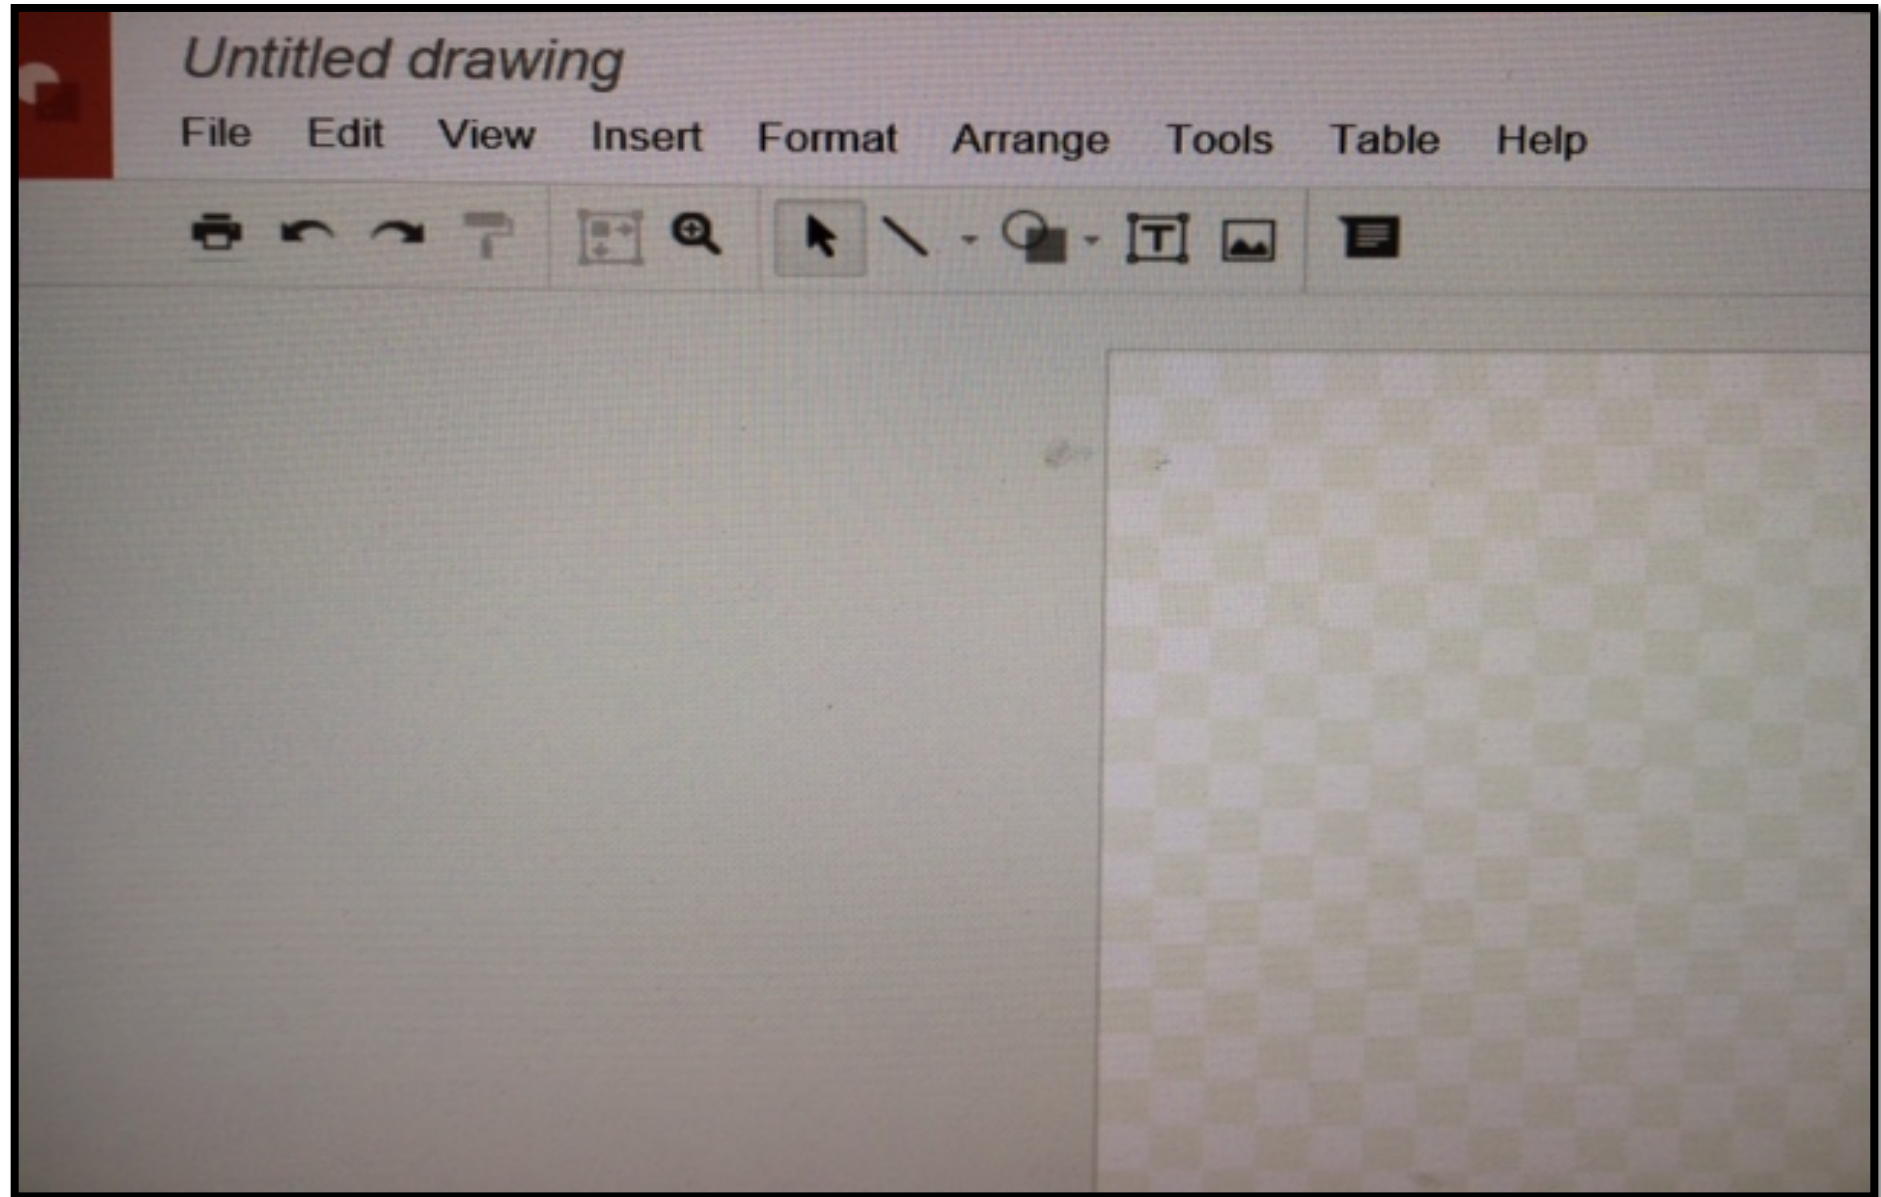 Untitled drawing
File Edit View Insert Format Arrange Tools Table Help
T